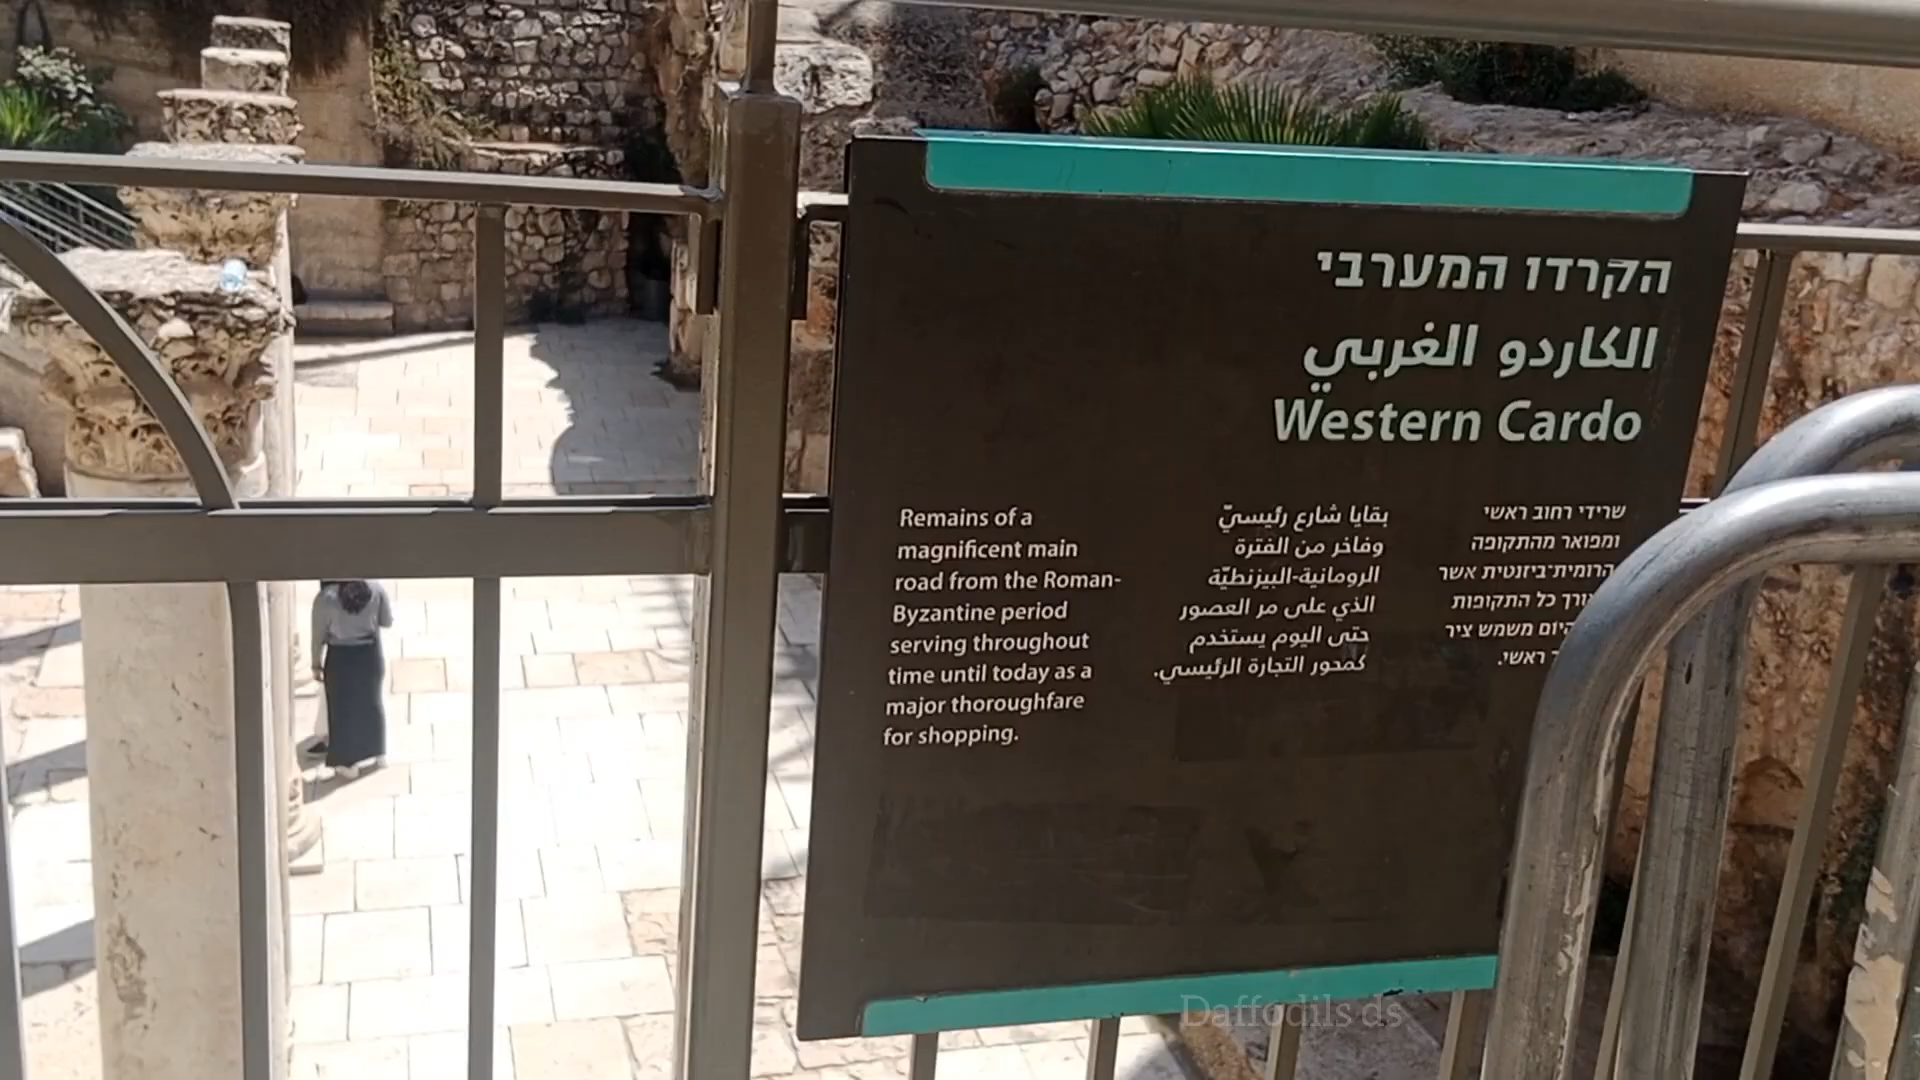 הקרדו המערבי
الكاردو الغربي
Western Cardo
שרידי רחוב ראשי
ומפואר מהתקופה
הרומית־ביזנטית אשר
כל התקופות
היום משמש ציר
ראשי.
بقايا شارع رئيسيّ
وفاخر من الفترة
الرومانية-البيزنطيّة
الذي على مر العصور
حتى اليوم يستخدم
كمحور التجارة الرئيسي.
Remains of a
magnificent main
road from the Roman-
Byzantine period
serving throughout
time until today as a
major thoroughfare
for shopping.
Daffodils ds